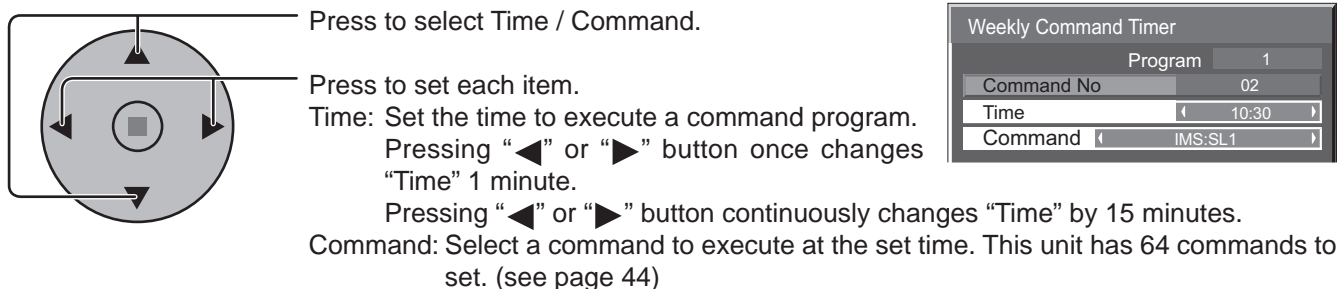 Press to select Time / Command.
Press to set each item.
Time: Set the time to execute a command program.
Pressing “◀” or “▶” button once changes
“Time” 1 minute.
Pressing “◀” or “▶” button continuously changes “Time” by 15 minutes.
Command: Select a command to execute at the set time. This unit has 64 commands to
set. (see page 44)
Weekly Command Timer
Program 1
Command No 02
Time 10:30
Command IMS:SL1